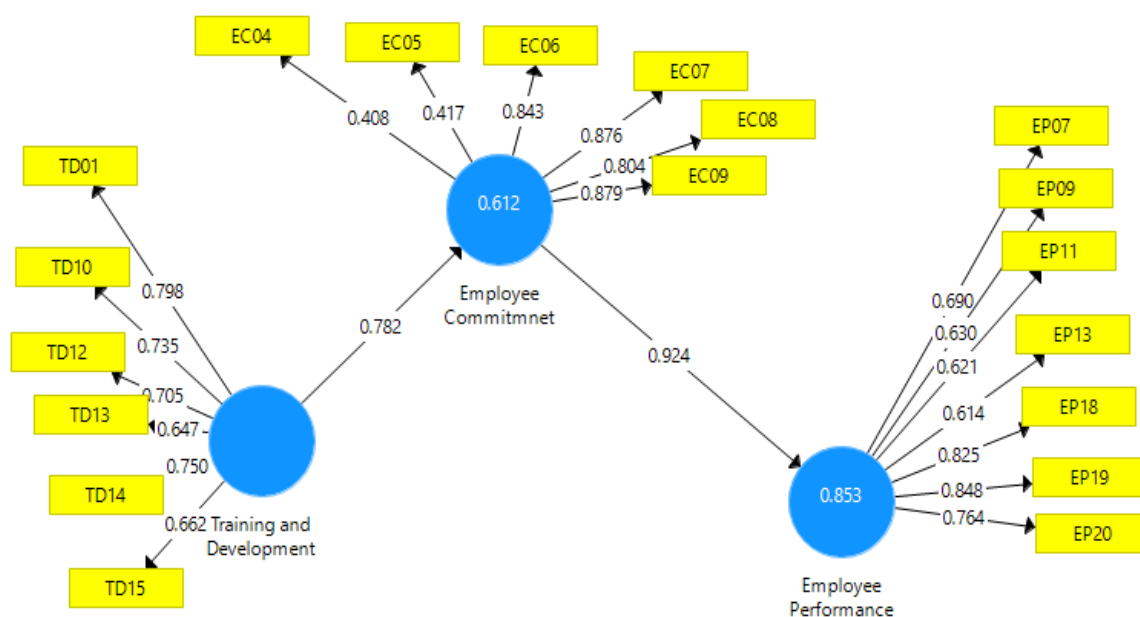 EC04
EC05
EC06
EC07
EC08
EC09
0.408
0.417
0.843
0.876
0.804
0.879
0.612
Employee
Commitmnet
TD01
TD10
TD12
TD13
TD14
TD15
0.798
0.735
0.705
0.647
0.750
0.662
Training and
Development
0.782
0.924
EP07
EP09
EP11
EP13
EP18
EP19
EP20
0.690
0.630
0.621
0.614
0.825
0.848
0.764
0.853
Employee
Performance